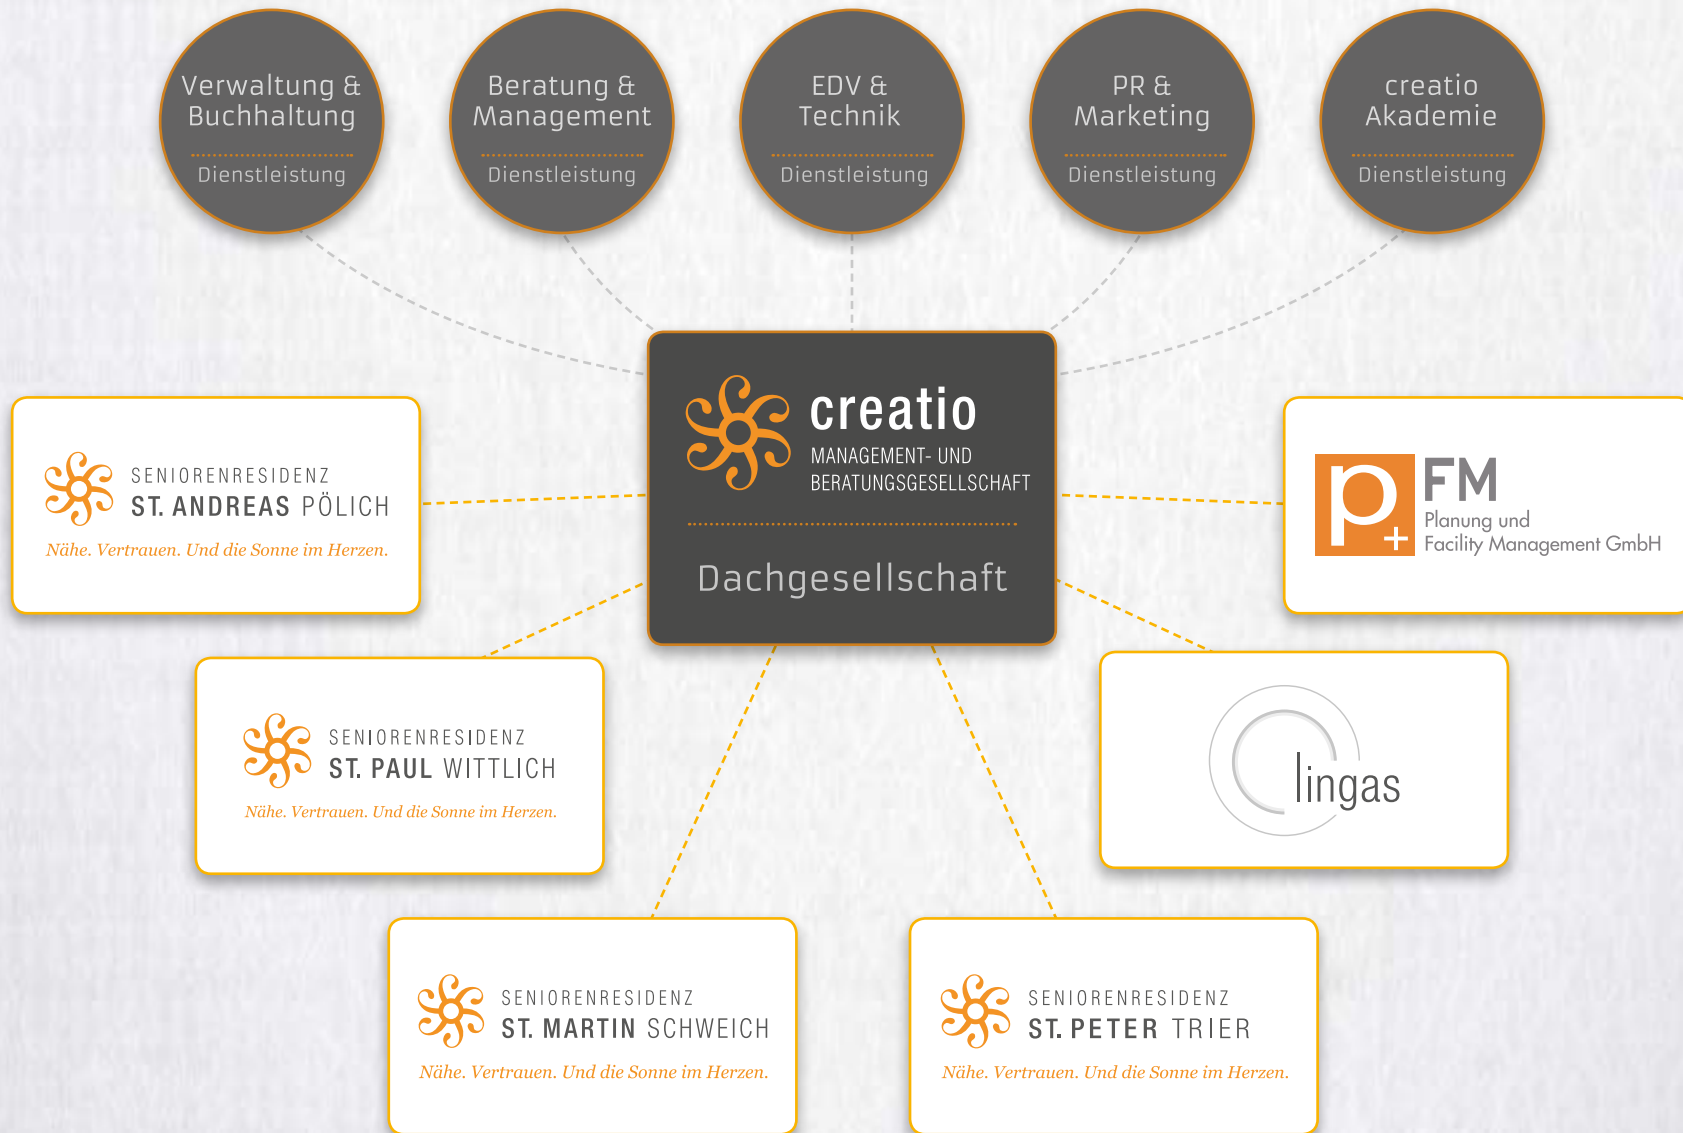 Verwaltung &
Buchhaltung
Dienstleistung
Beratung &
Management
Dienstleistung
EDV &
Technik
Dienstleistung
PR &
Marketing
Dienstleistung
creatio
Akademie
Dienstleistung
creatio
MANAGEMENT- UND
BERATUNGSGESELLSCHAFT
Dachgesellschaft
SENIORENRESIDENZ
ST. ANDREAS PÖLICH
Nähe. Vertrauen. Und die Sonne im Herzen.
p+ FM
Planung und
Facility Management GmbH
SENIORENRESIDENZ
ST. PAUL WITTLICH
Nähe. Vertrauen. Und die Sonne im Herzen.
lingas
SENIORENRESIDENZ
ST. MARTIN SCHWEICH
Nähe. Vertrauen. Und die Sonne im Herzen.
SENIORENRESIDENZ
ST. PETER TRIER
Nähe. Vertrauen. Und die Sonne im Herzen.